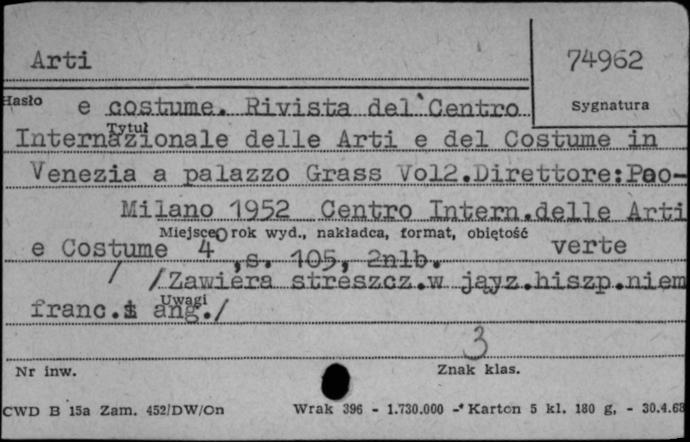 Arti
74962
Hasło
e costume. Rivista del Centro
Sygnatura
Tytuł
Internazionale delle Arti e del Costume in
Venezia a palazzo Grass Vol2.Direttore:Pao-
Milano 1952 Centro Intern.delle Arti
Miejsce, rok wyd., nakładca, format, objętość
e Costume 4°, s. 105, 2nlb. verte
/Zawiera streszcz.w jąyz.hiszp.niem
Uwagi
franc.i ang./
3
Nr inw.
Znak klas.
CWD B 15a Zam. 452/DW/On Wrak 396 - 1.730.000 - Karton 5 kl. 180 g, - 30.4.68